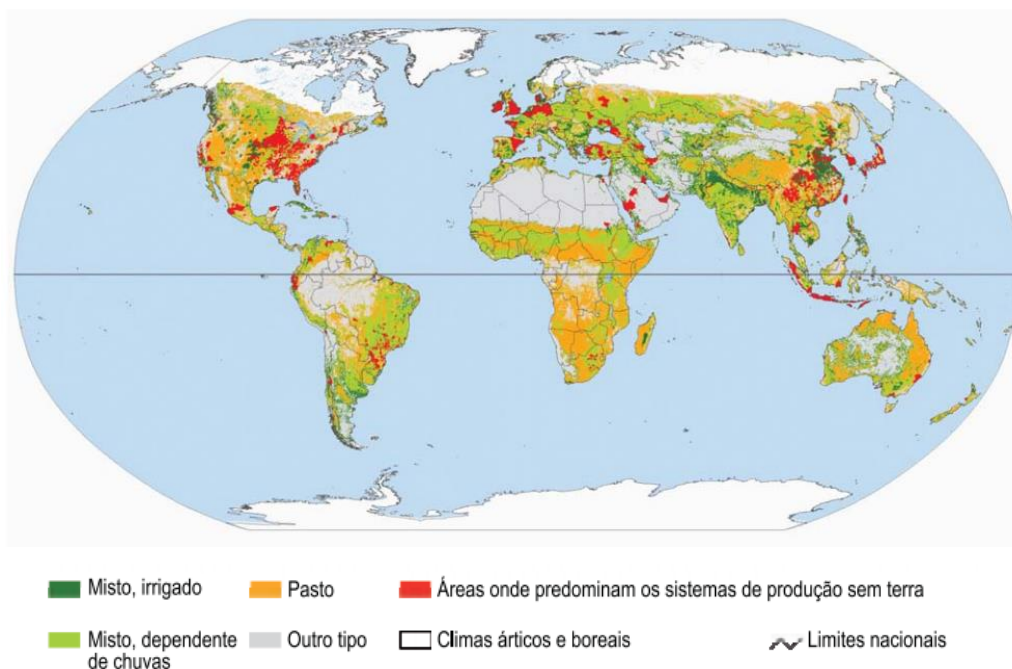 Misto, irrigado
Pasto
Áreas onde predominam os sistemas de produção sem terra
Misto, dependente
de chuvas
Outro tipo
Climas árticos e boreais
Limites nacionais